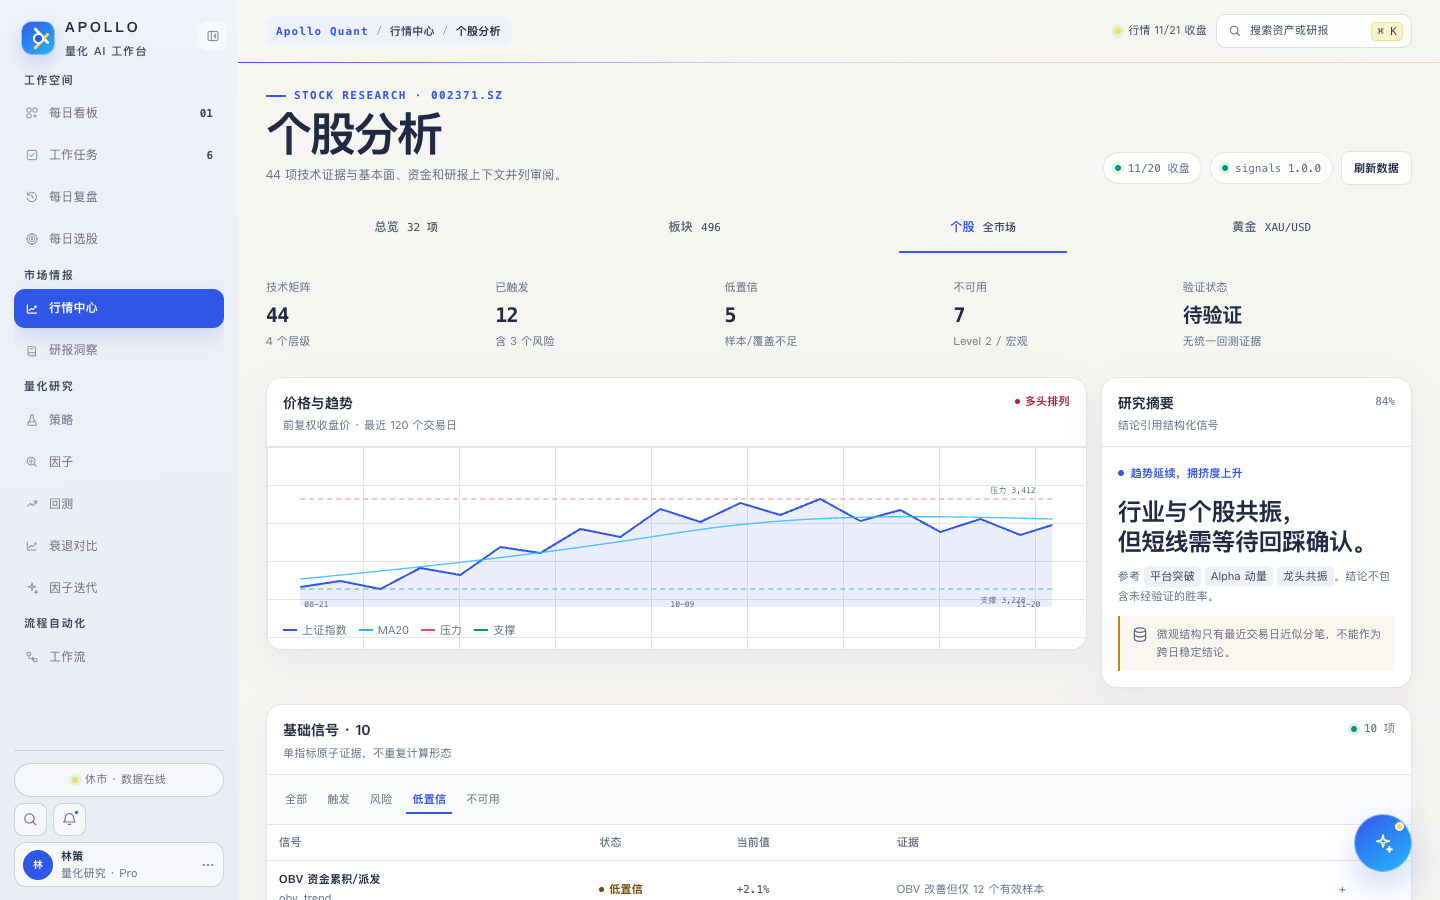 APOLLO
量化 AI 工作台
工作空间
每日看板 01
工作任务 6
每日复盘
每日选股
市场情报
行情中心
研报洞察
量化研究
策略
因子
回测
衰退对比
因子迭代
流程自动化
工作流
休市 · 数据在线
林
林策
量化研究 · Pro
Apollo Quant / 行情中心 / 个股分析
行情 11/21 收盘
搜索资产或研报
⌘ K
STOCK RESEARCH · 002371.SZ
个股分析
44 项技术证据与基本面、资金和研报上下文并列审阅。
11/20 收盘
signals 1.0.0
刷新数据
总览 32 项
板块 496
个股 全市场
黄金 XAU/USD
技术矩阵
44
4 个层级
已触发
12
含 3 个风险
低置信
5
样本/覆盖不足
不可用
7
Level 2 / 宏观
验证状态
待验证
无统一回测证据
价格与趋势
前复权收盘价 · 最近 120 个交易日
多头排列
压力 3,412
支撑 3,228
08-21
10-09
11-20
上证指数
MA20
压力
支撑
研究摘要
84%
结论引用结构化信号
趋势延续，拥挤度上升
行业与个股共振，
但短线需等待回踩确认。
参考 平台突破 Alpha 动量 龙头共振 。结论不包
含未经验证的胜率。
微观结构只有最近交易日近似分笔，不能作为
跨日稳定结论。
基础信号 · 10
单指标原子证据，不重复计算形态
10 项
全部
触发
风险
低置信
不可用
信号 状态 当前值 证据
OBV 资金累积/派发
obv_trend
低置信
+2.1%
OBV 改善但仅 12 个有效样本
+